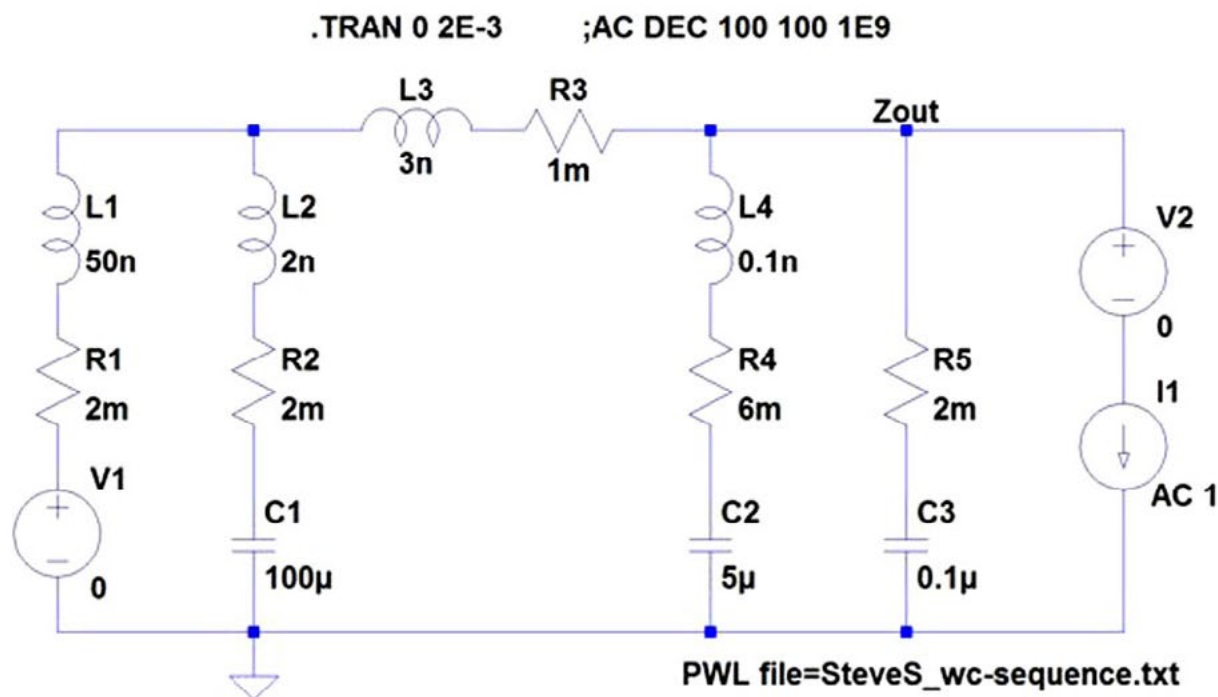 .TRAN 0 2E-3 ;AC DEC 100 100 1E9
L3
R3
3n
1m
Zout
L1
50n
L2
2n
L4
0.1n
V2
0
R1
2m
R2
2m
R4
6m
R5
2m
I1
AC 1
V1
0
C1
100µ
C2
5µ
C3
0.1µ
PWL file=SteveS_wc-sequence.txt